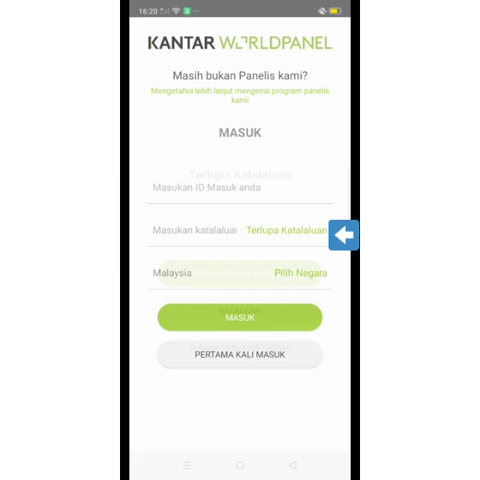 16:20
KANTAR WORLDPANEL
Masih bukan Panelis kami?
Mengetahui lebih lanjut mengenai program panelis
kami
MASUK
Terlupa Katalaluan
Masukan ID Masuk anda
Masukan katalaluan Terlupa Katalaluan
Malaysia Pilih Negara
MASUK
PERTAMA KALI MASUK